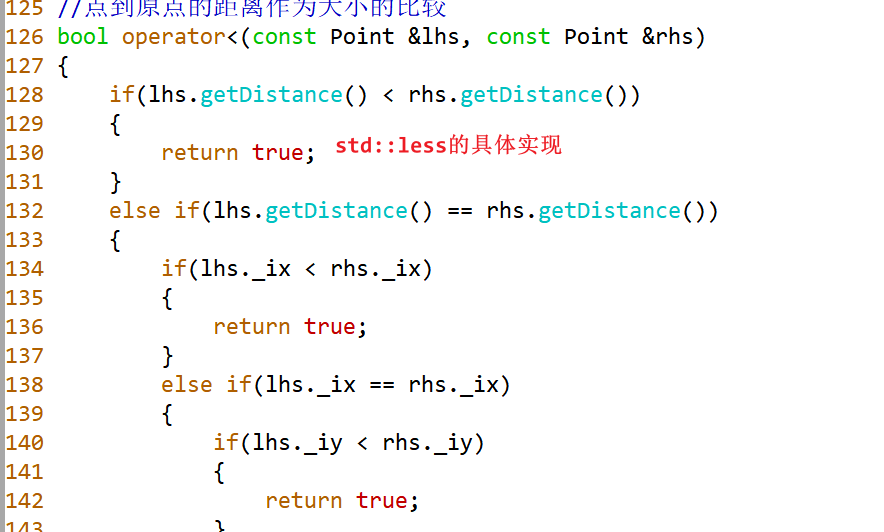 125 //点到原点的距离作为大小的比较
126 bool operator<(const Point &lhs, const Point &rhs)
127 {
128     if(lhs.getDistance() < rhs.getDistance())
129     {
130         return true; std::less的具体实现
131     }
132     else if(lhs.getDistance() == rhs.getDistance())
133     {
134         if(lhs._ix < rhs._ix)
135         {
136             return true;
137         }
138         else if(lhs._ix == rhs._ix)
139         {
140             if(lhs._iy < rhs._iy)
141             {
142                 return true;
143             }